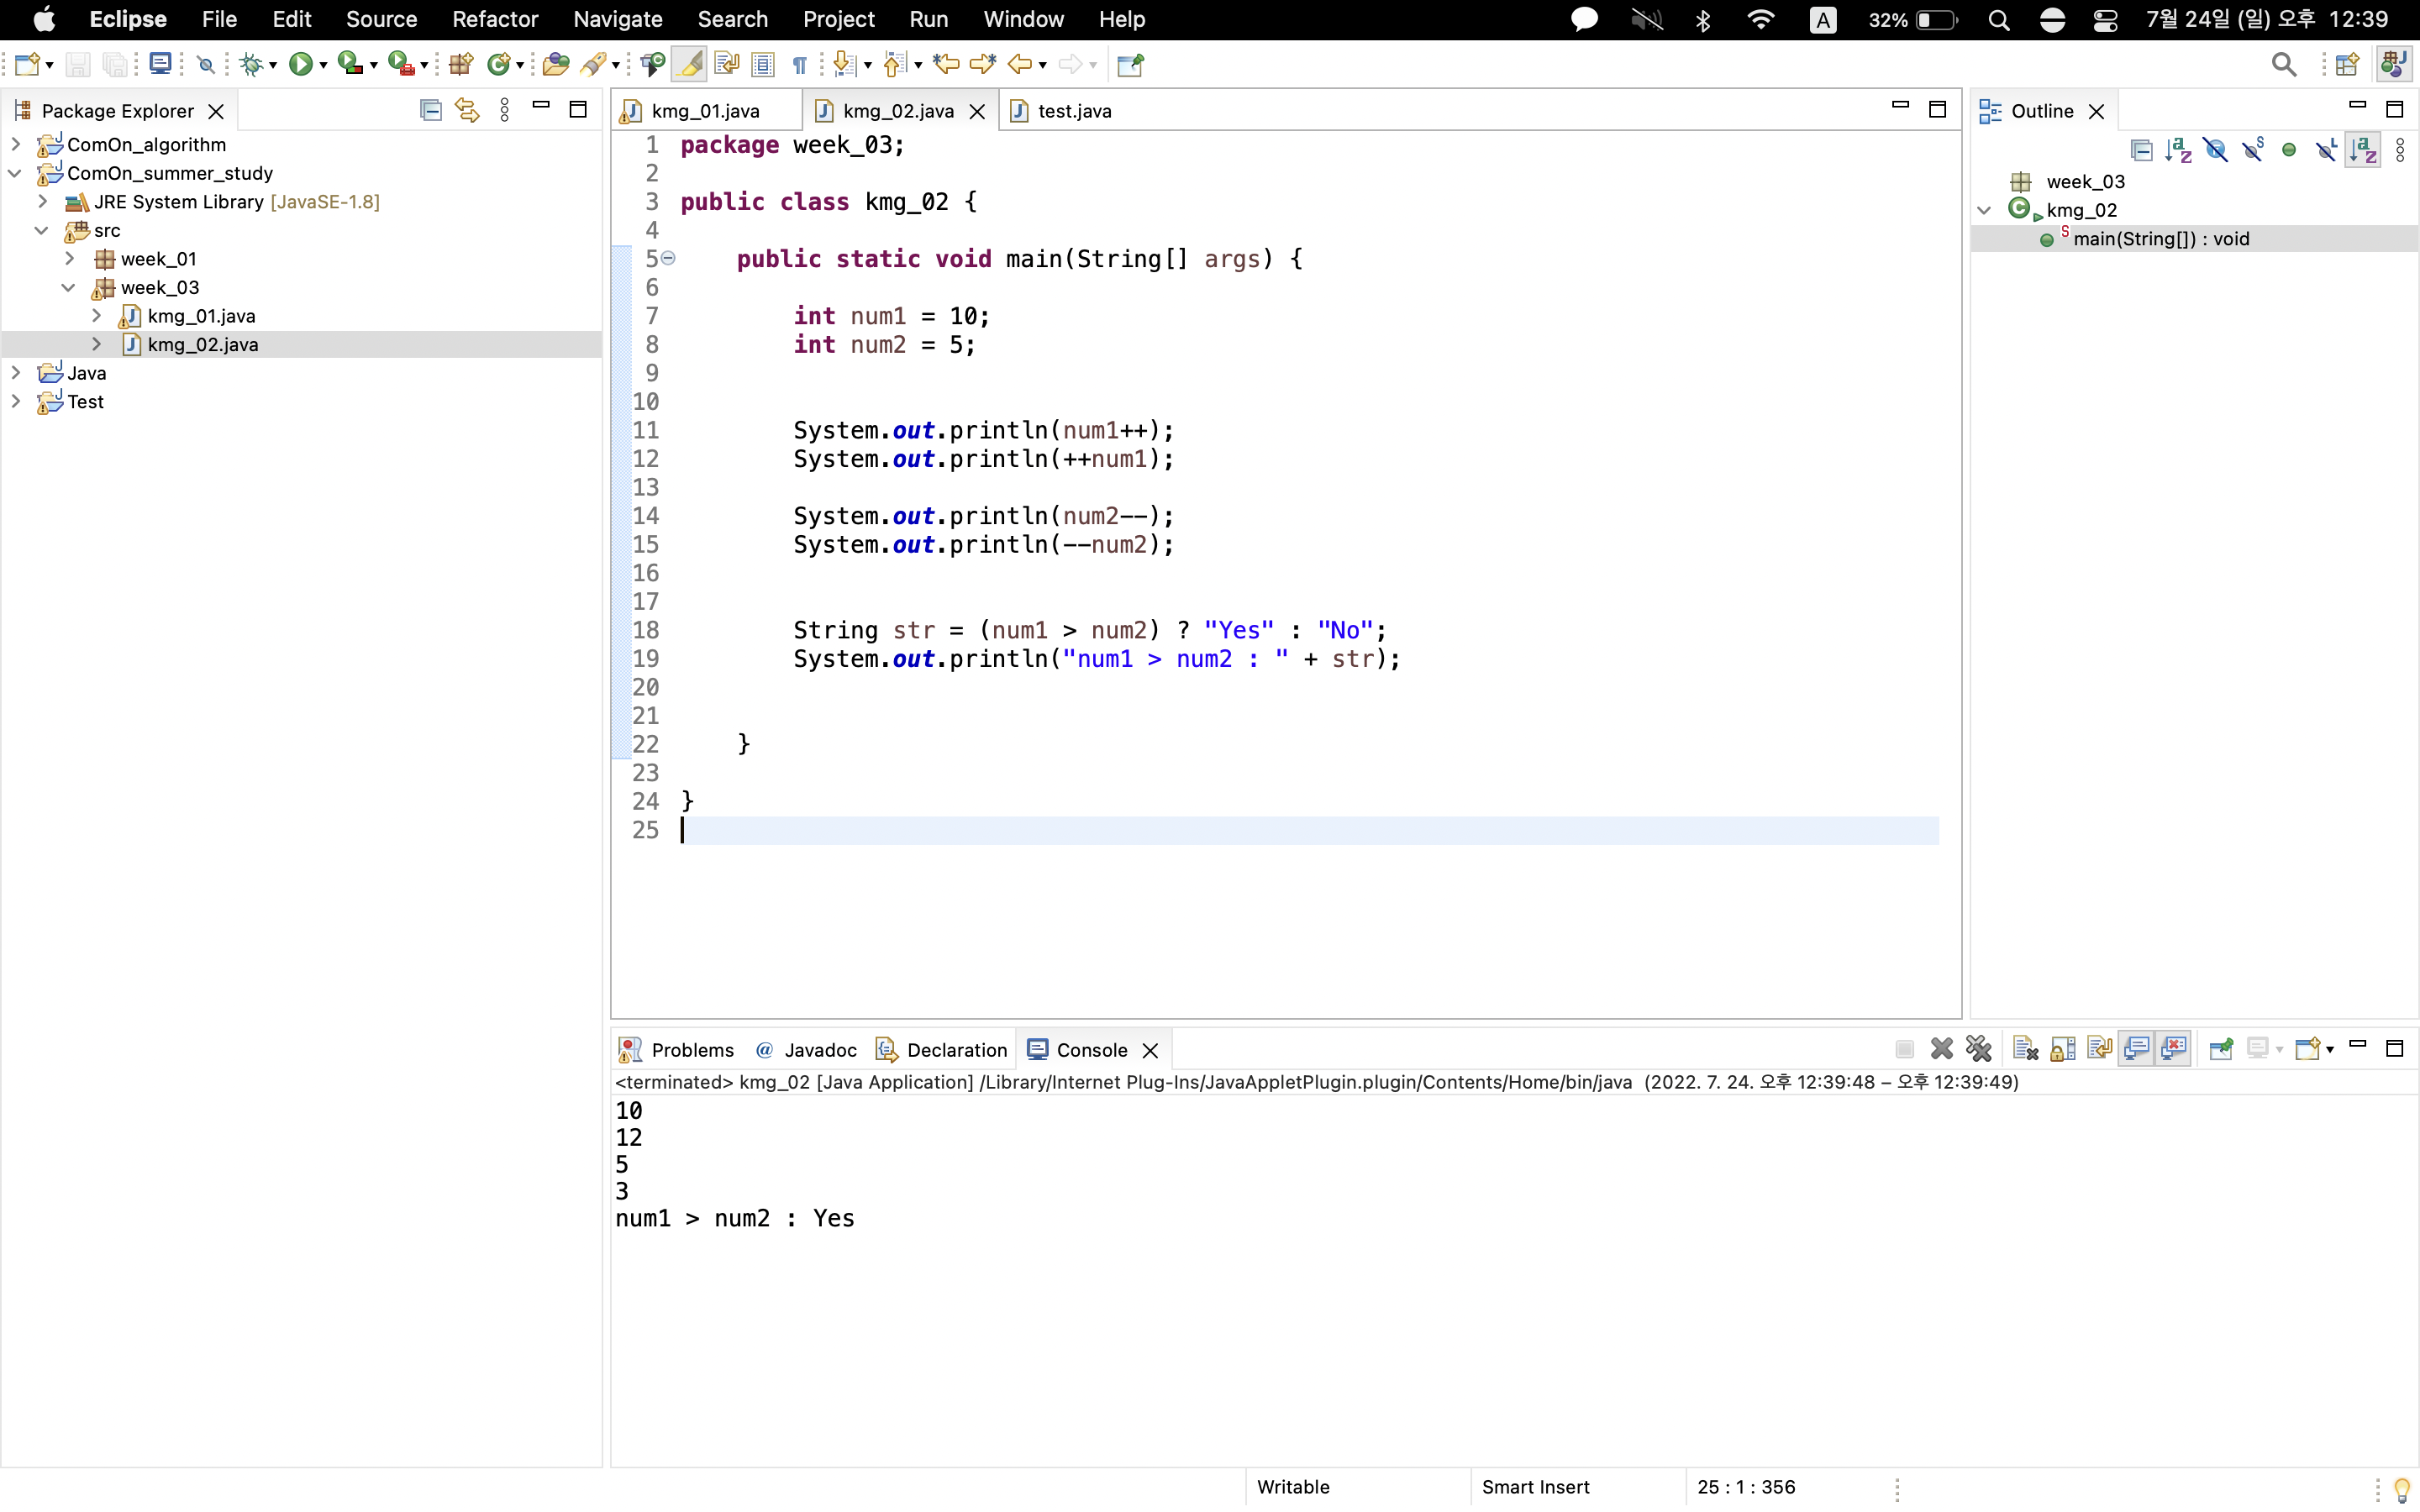 Eclipse File Edit Source Refactor Navigate Search Project Run Window Help A 32% 7월 24일 (일) 오후 12:39
Package Explorer
ComOn_algorithm
ComOn_summer_study
JRE System Library [JavaSE-1.8]
src
week_01
week_03
kmg_01.java
kmg_02.java
Java
Test
kmg_01.java kmg_02.java test.java
1 package week_03;
2
3 public class kmg_02 {
4
5 public static void main(String[] args) {
6
7 int num1 = 10;
8 int num2 = 5;
9
10
11 System.out.println(num1++);
12 System.out.println(++num1);
13
14 System.out.println(num2--);
15 System.out.println(--num2);
16
17
18 String str = (num1 > num2) ? "Yes" : "No";
19 System.out.println("num1 > num2 : " + str);
20
21
22 }
23
24 }
25
Outline
week_03
kmg_02
main(String[]) : void
Problems @ Javadoc Declaration Console
<terminated> kmg_02 [Java Application] /Library/Internet Plug-Ins/JavaAppletPlugin.plugin/Contents/Home/bin/java (2022. 7. 24. 오후 12:39:48 – 오후 12:39:49)
10
12
5
3
num1 > num2 : Yes
Writable Smart Insert 25 : 1 : 356